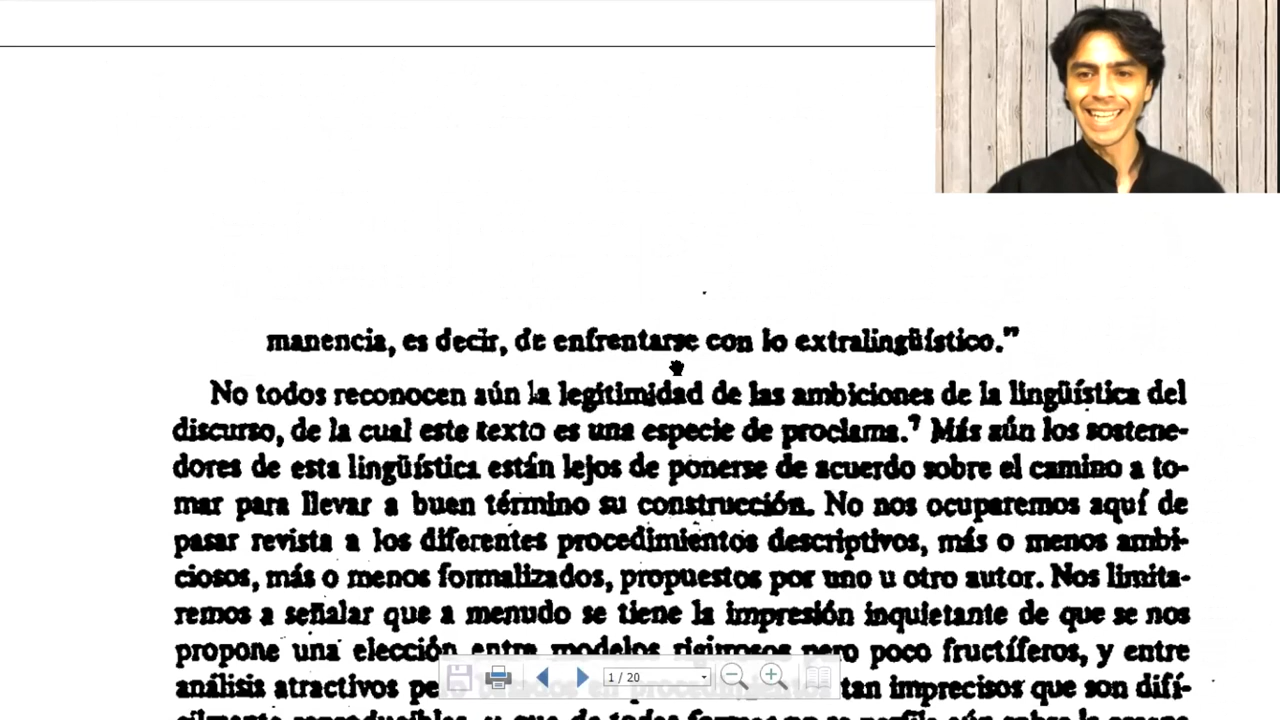 manencia, es decir, de enfrentarse con lo extralingüístico."
No todos reconocen aún la legitimidad de las ambiciones de la lingüística del
discurso, de la cual este texto es una especie de proclama.⁷ Más aún los sostene-
dores de esta lingüística están lejos de ponerse de acuerdo sobre el camino a to-
mar para llevar a buen término su construcción. No nos ocuparemos aquí de
pasar revista a los diferentes procedimientos descriptivos, más o menos ambi-
ciosos, más o menos formalizados, propuestos por uno u otro autor. Nos limita-
remos a señalar que a menudo se tiene la impresión inquietante de que se nos
propone una elección entre modelos rigurosos pero poco fructíferos, y entre
análisis atractivos tan imprecisos que son difí-
1 / 20